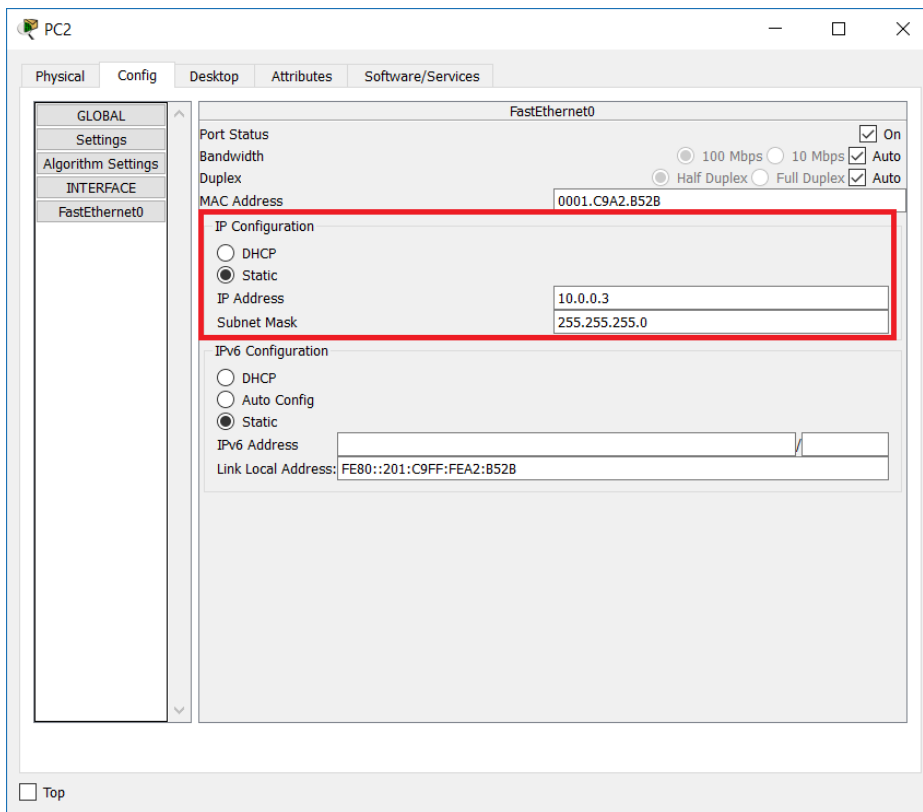 PC2
Physical Config Desktop Attributes Software/Services
GLOBAL
Settings
Algorithm Settings
INTERFACE
FastEthernet0
FastEthernet0
Port Status On
Bandwidth 100 Mbps 10 Mbps Auto
Duplex Half Duplex Full Duplex Auto
MAC Address 0001.C9A2.B52B
IP Configuration
DHCP
Static
IP Address 10.0.0.3
Subnet Mask 255.255.255.0
IPv6 Configuration
DHCP
Auto Config
Static
IPv6 Address /
Link Local Address: FE80::201:C9FF:FEA2:B52B
Top